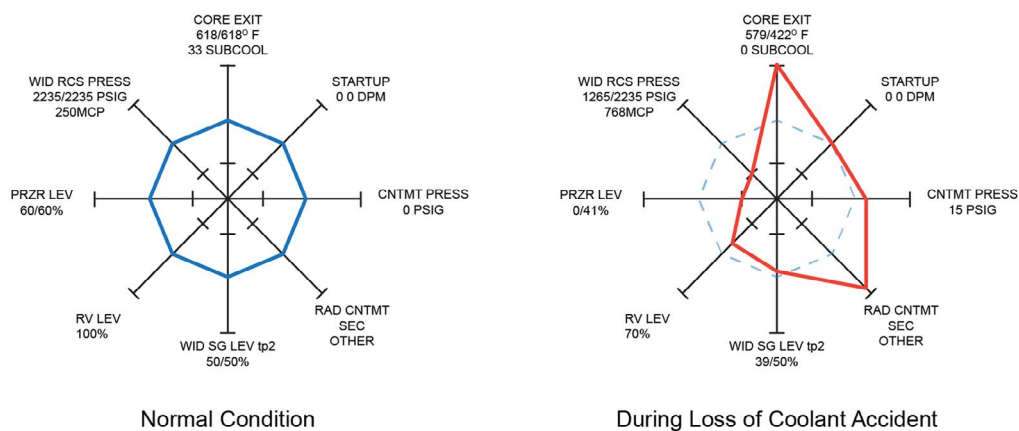 CORE EXIT
618/618⁰ F
33 SUBCOOL
STARTUP
0 0 DPM
CNTMT PRESS
0 PSIG
RAD CNTMT
SEC
OTHER
WID SG LEV tp2
50/50%
RV LEV
100%
PRZR LEV
60/60%
WID RCS PRESS
2235/2235 PSIG
250MCP
Normal Condition
CORE EXIT
579/422⁰ F
0 SUBCOOL
STARTUP
0 0 DPM
CNTMT PRESS
15 PSIG
RAD CNTMT
SEC
OTHER
WID SG LEV tp2
39/50%
RV LEV
70%
PRZR LEV
0/41%
WID RCS PRESS
1265/2235 PSIG
768MCP
During Loss of Coolant Accident